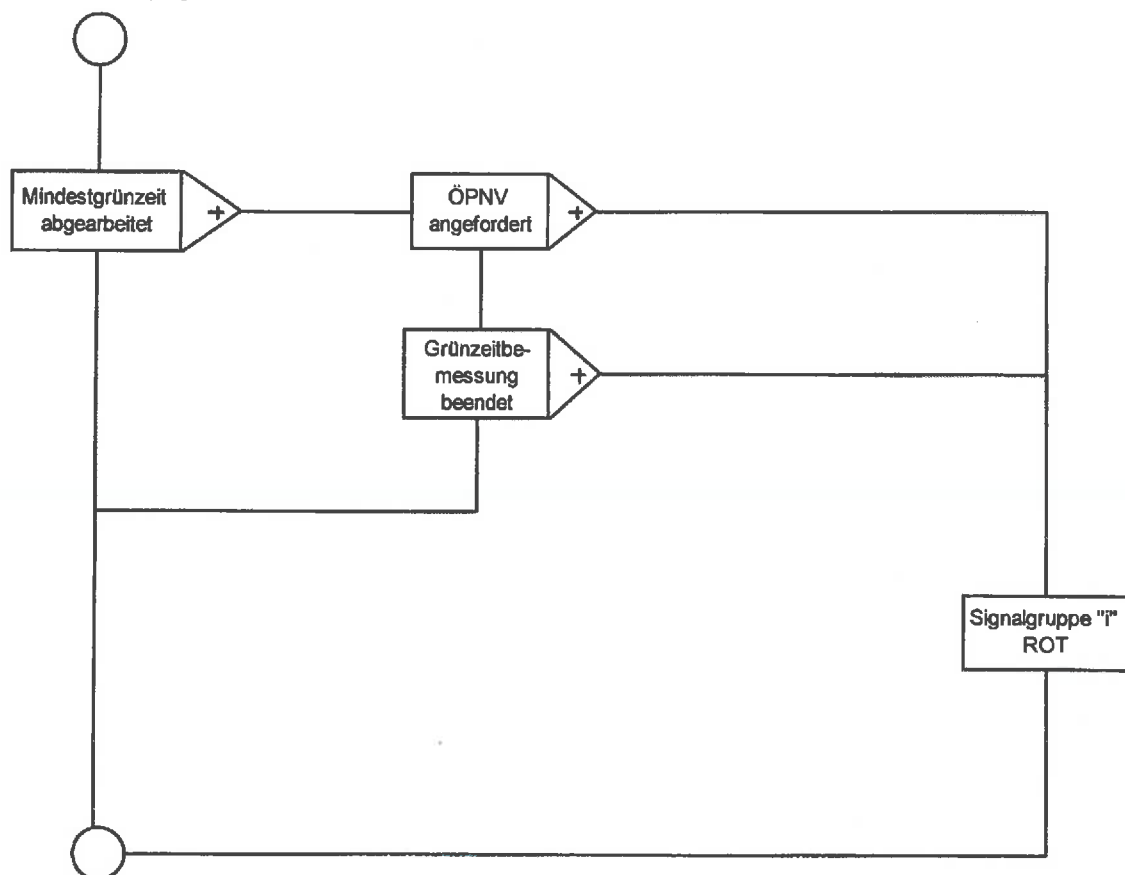 Mindestgrünzeit
abgearbeitet
+
ÖPNV
angefordert
+
Grünzeitbe-
messung
beendet
+
Signalgruppe "i"
ROT